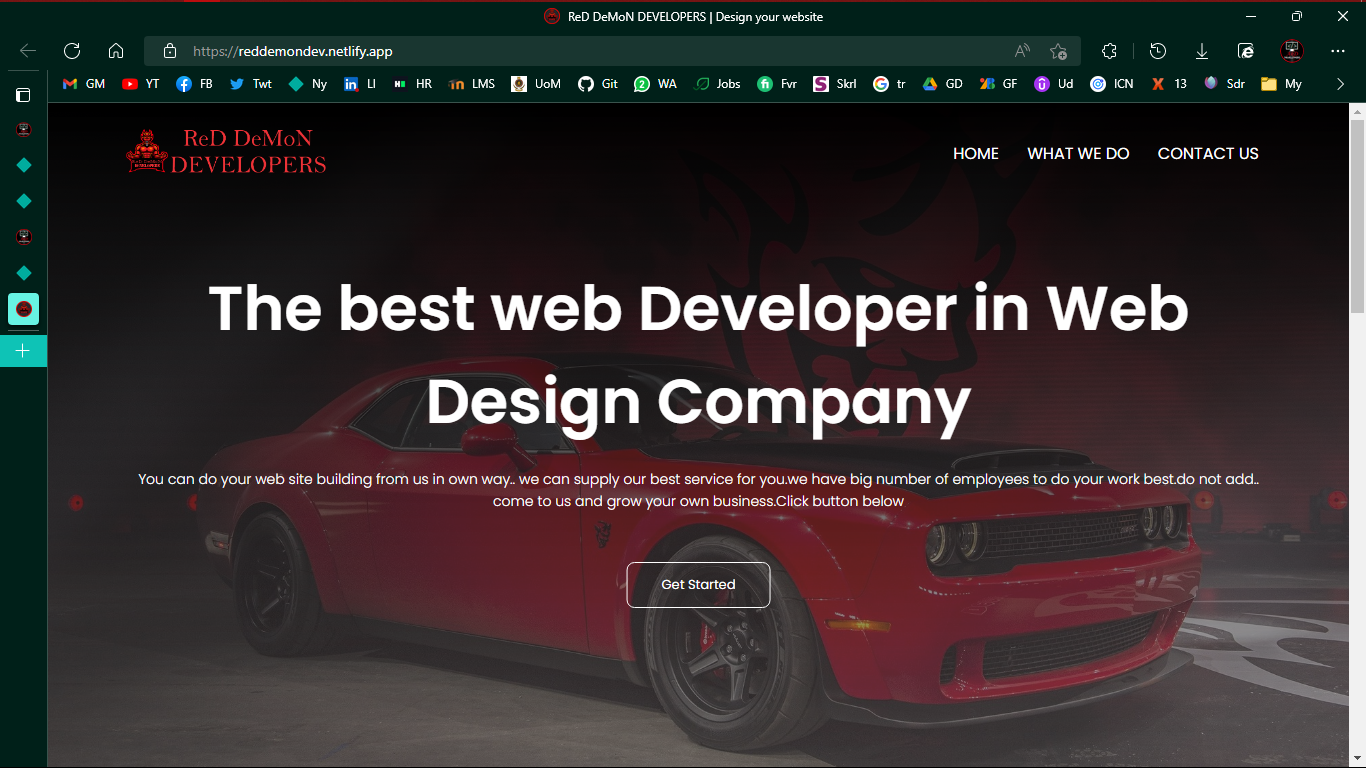 ReD DeMoN DEVELOPERS | Design your website
https://reddemondev.netlify.app
GM YT FB Twt Ny LI HR LMS UoM Git WA Jobs Fvr Skrl tr GD GF Ud ICN 13 Sdr My
ReD DeMoN
DEVELOPERS
HOME WHAT WE DO CONTACT US
The best web Developer in Web
Design Company
You can do your web site building from us in own way.. we can supply our best service for you.we have big number of employees to do your work best.do not add..
come to us and grow your own business.Click button below
Get Started